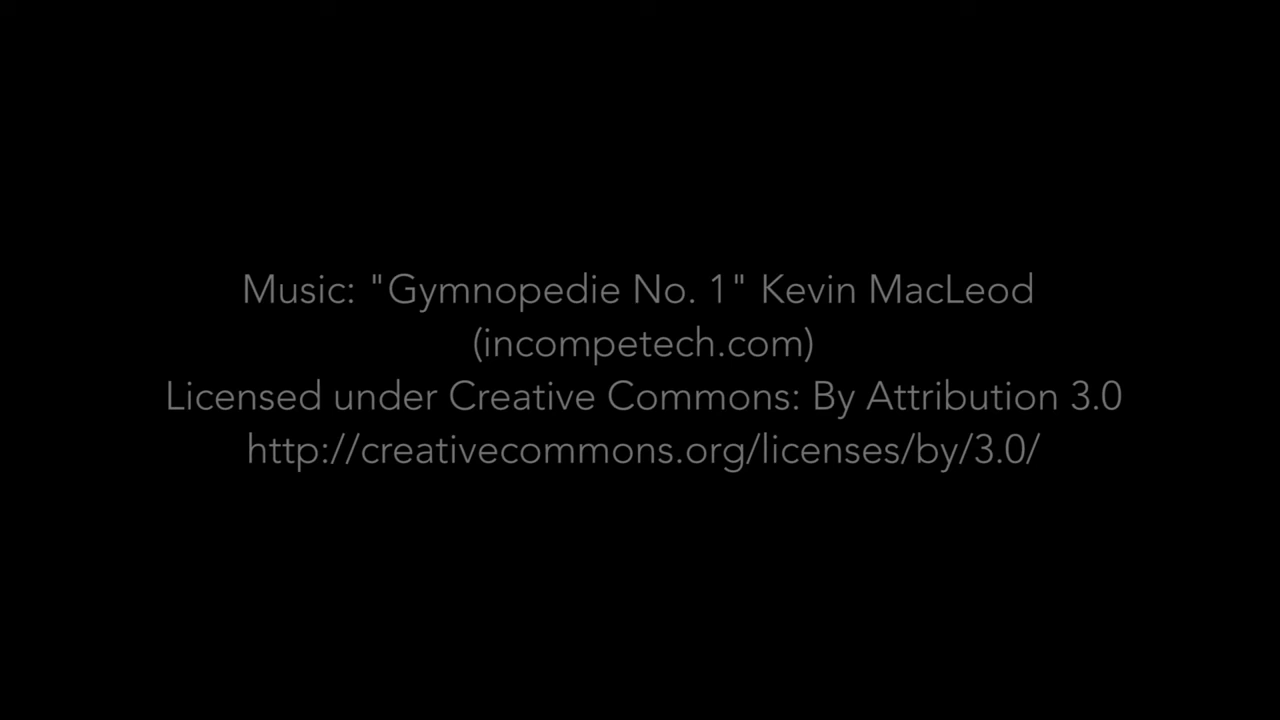 Music: "Gymnopedie No. 1" Kevin MacLeod
(incompetech.com)
Licensed under Creative Commons: By Attribution 3.0
http://creativecommons.org/licenses/by/3.0/